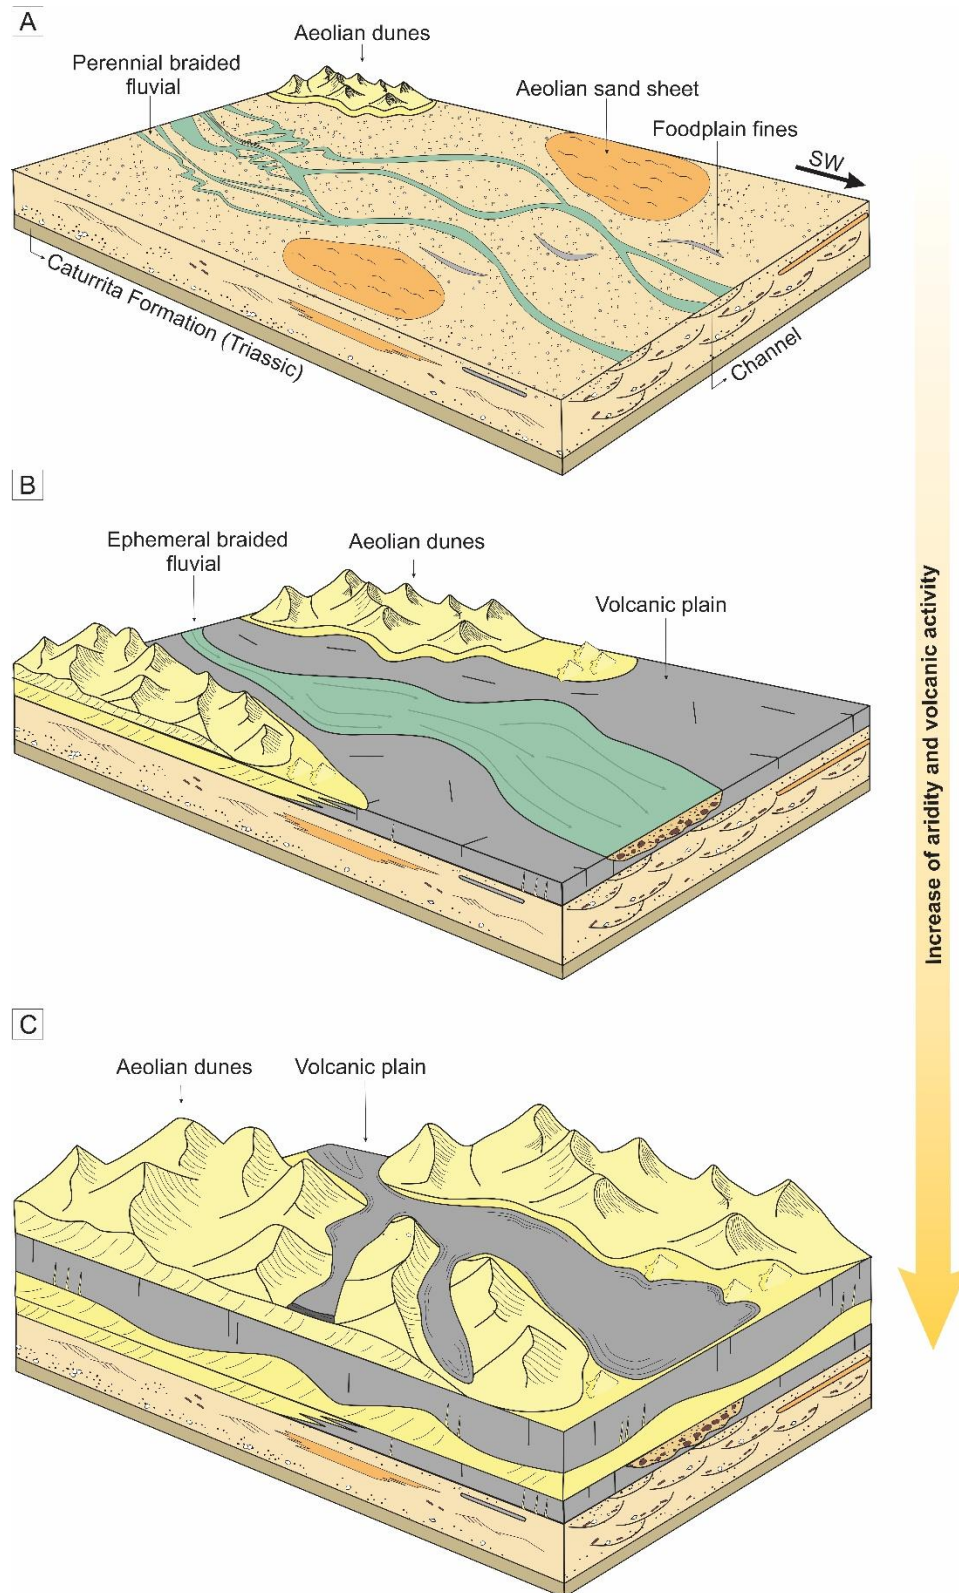 A
Aeolian dunes
Perennial braided
fluvial
Aeolian sand sheet
Foodplain fines
SW
Caturrita Formation (Triassic)
Channel
B
Ephemeral braided
fluvial
Aeolian dunes
Volcanic plain
Increase of aridity and volcanic activity
C
Aeolian dunes
Volcanic plain